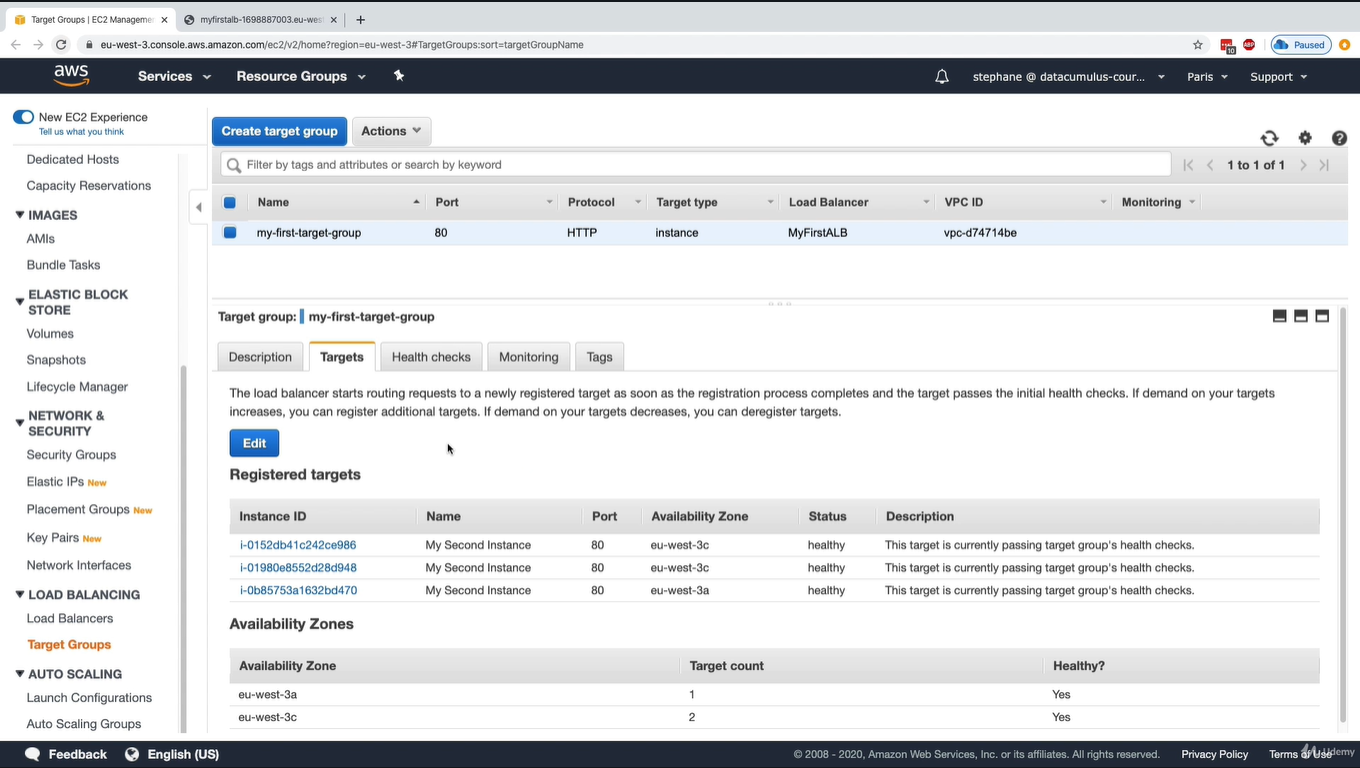 Target Groups | EC2 Manageme
myfirstalb-1698887003.eu-wes
eu-west-3.console.aws.amazon.com/ec2/v2/home?region=eu-west-3#TargetGroups:sort=targetGroupName
10
ABP
Paused
aws
Services
Resource Groups
stephane @ datacumulus-cour...
Paris
Support
New EC2 Experience
Tell us what you think
Dedicated Hosts
Capacity Reservations
IMAGES
AMIs
Bundle Tasks
ELASTIC BLOCK
STORE
Volumes
Snapshots
Lifecycle Manager
NETWORK &
SECURITY
Security Groups
Elastic IPs New
Placement Groups New
Key Pairs New
Network Interfaces
LOAD BALANCING
Load Balancers
Target Groups
AUTO SCALING
Launch Configurations
Auto Scaling Groups
Create target group
Actions
Filter by tags and attributes or search by keyword
1 to 1 of 1
Name Port Protocol Target type Load Balancer VPC ID Monitoring
my-first-target-group 80 HTTP instance MyFirstALB vpc-d74714be
Target group: my-first-target-group
Description Targets Health checks Monitoring Tags
The load balancer starts routing requests to a newly registered target as soon as the registration process completes and the target passes the initial health checks. If demand on your targets
increases, you can register additional targets. If demand on your targets decreases, you can deregister targets.
Edit
Registered targets
Instance ID Name Port Availability Zone Status Description
i-0152db41c242ce986 My Second Instance 80 eu-west-3c healthy This target is currently passing target group's health checks.
i-01980e8552d28d948 My Second Instance 80 eu-west-3c healthy This target is currently passing target group's health checks.
i-0b85753a1632bd470 My Second Instance 80 eu-west-3a healthy This target is currently passing target group's health checks.
Availability Zones
Availability Zone Target count Healthy?
eu-west-3a 1 Yes
eu-west-3c 2 Yes
Feedback
English (US)
© 2008 - 2020, Amazon Web Services, Inc. or its affiliates. All rights reserved.
Privacy Policy
Terms of Use
Udemy